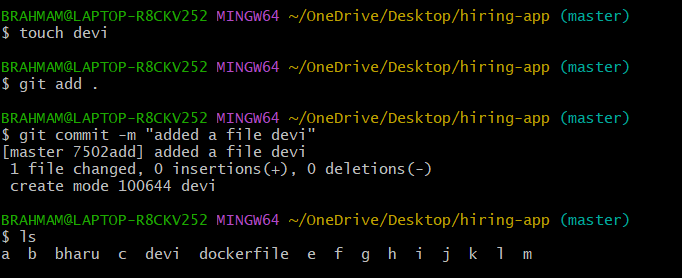 BRAHMAM@LAPTOP-R8CKV252 MINGW64 ~/OneDrive/Desktop/hiring-app (master)
$ touch devi
BRAHMAM@LAPTOP-R8CKV252 MINGW64 ~/OneDrive/Desktop/hiring-app (master)
$ git add .
BRAHMAM@LAPTOP-R8CKV252 MINGW64 ~/OneDrive/Desktop/hiring-app (master)
$ git commit -m "added a file devi"
[master 7502add] added a file devi
 1 file changed, 0 insertions(+), 0 deletions(-)
 create mode 100644 devi
BRAHMAM@LAPTOP-R8CKV252 MINGW64 ~/OneDrive/Desktop/hiring-app (master)
$ ls
a  b  bharu  c  devi  dockerfile  e  f  g  h  i  j  k  l  m